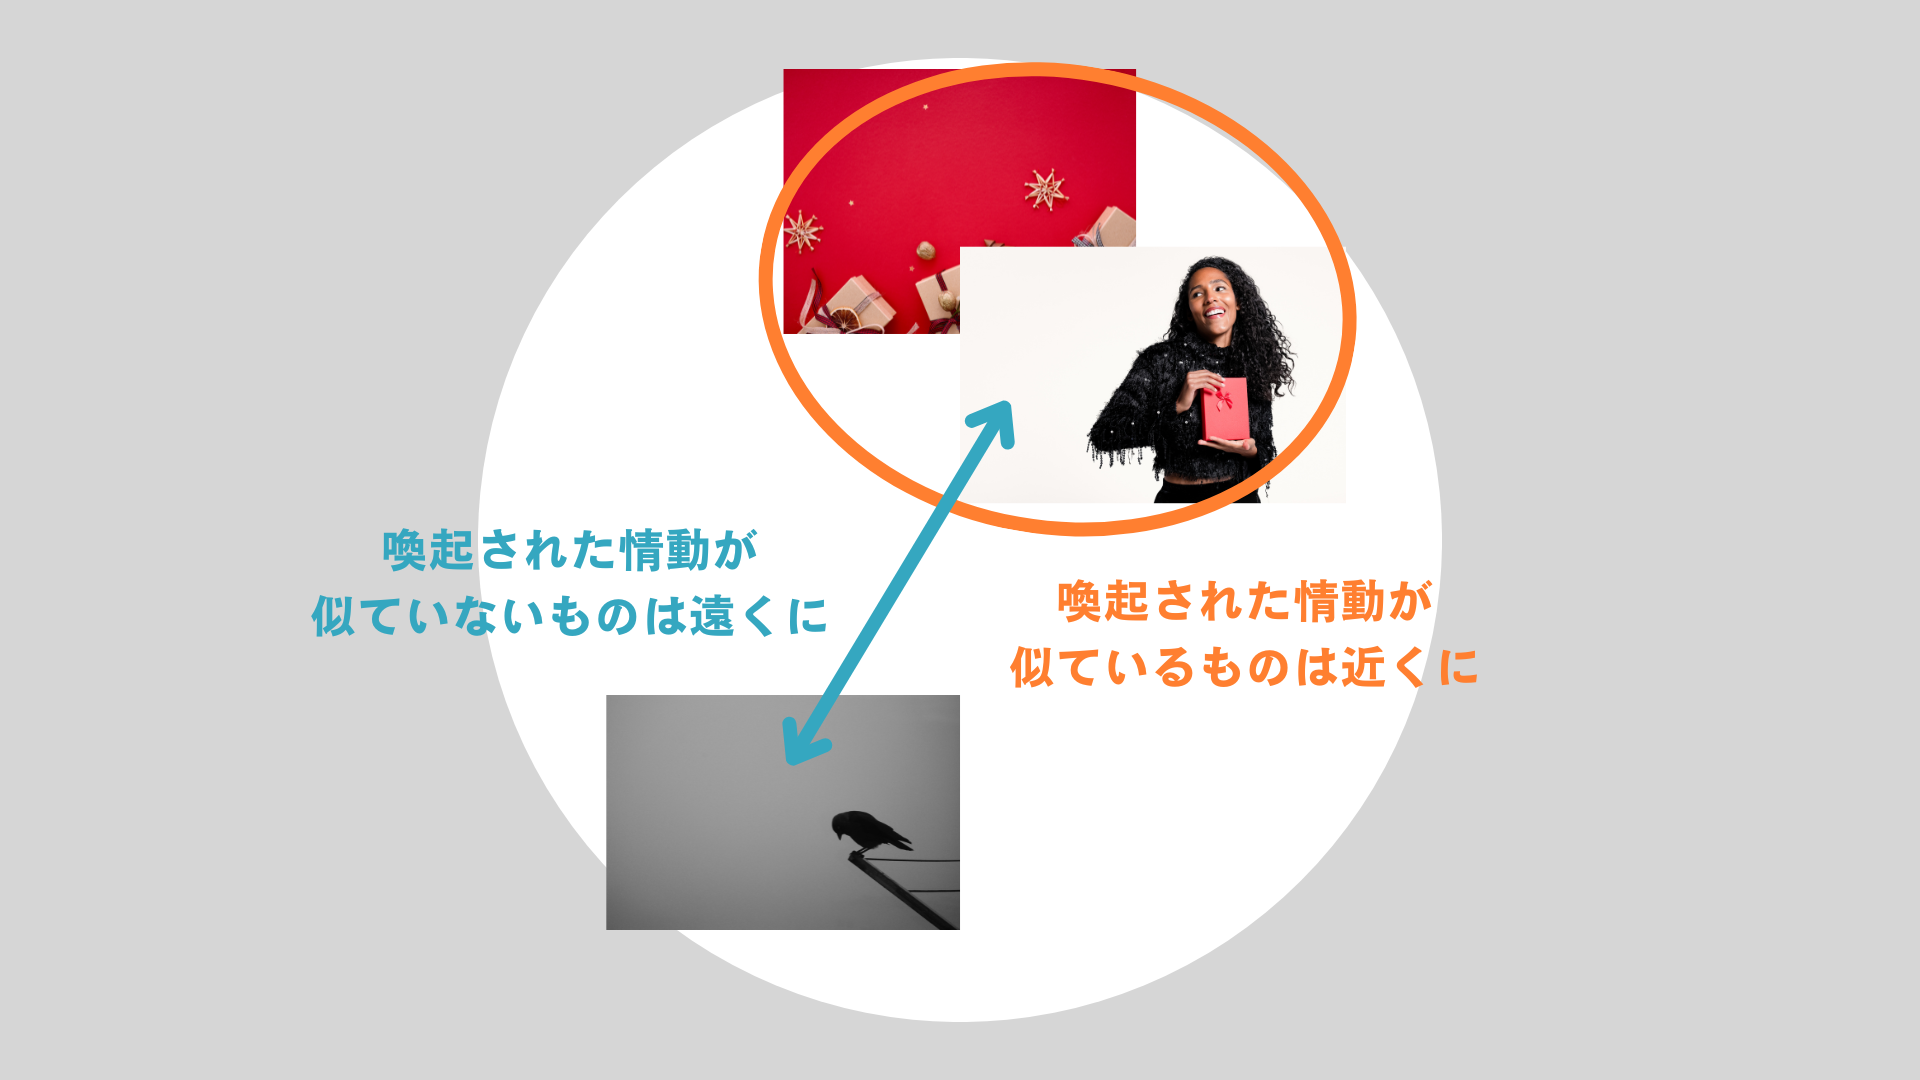 喚起された情動が
似ていないものは遠くに
喚起された情動が
似ているものは近くに